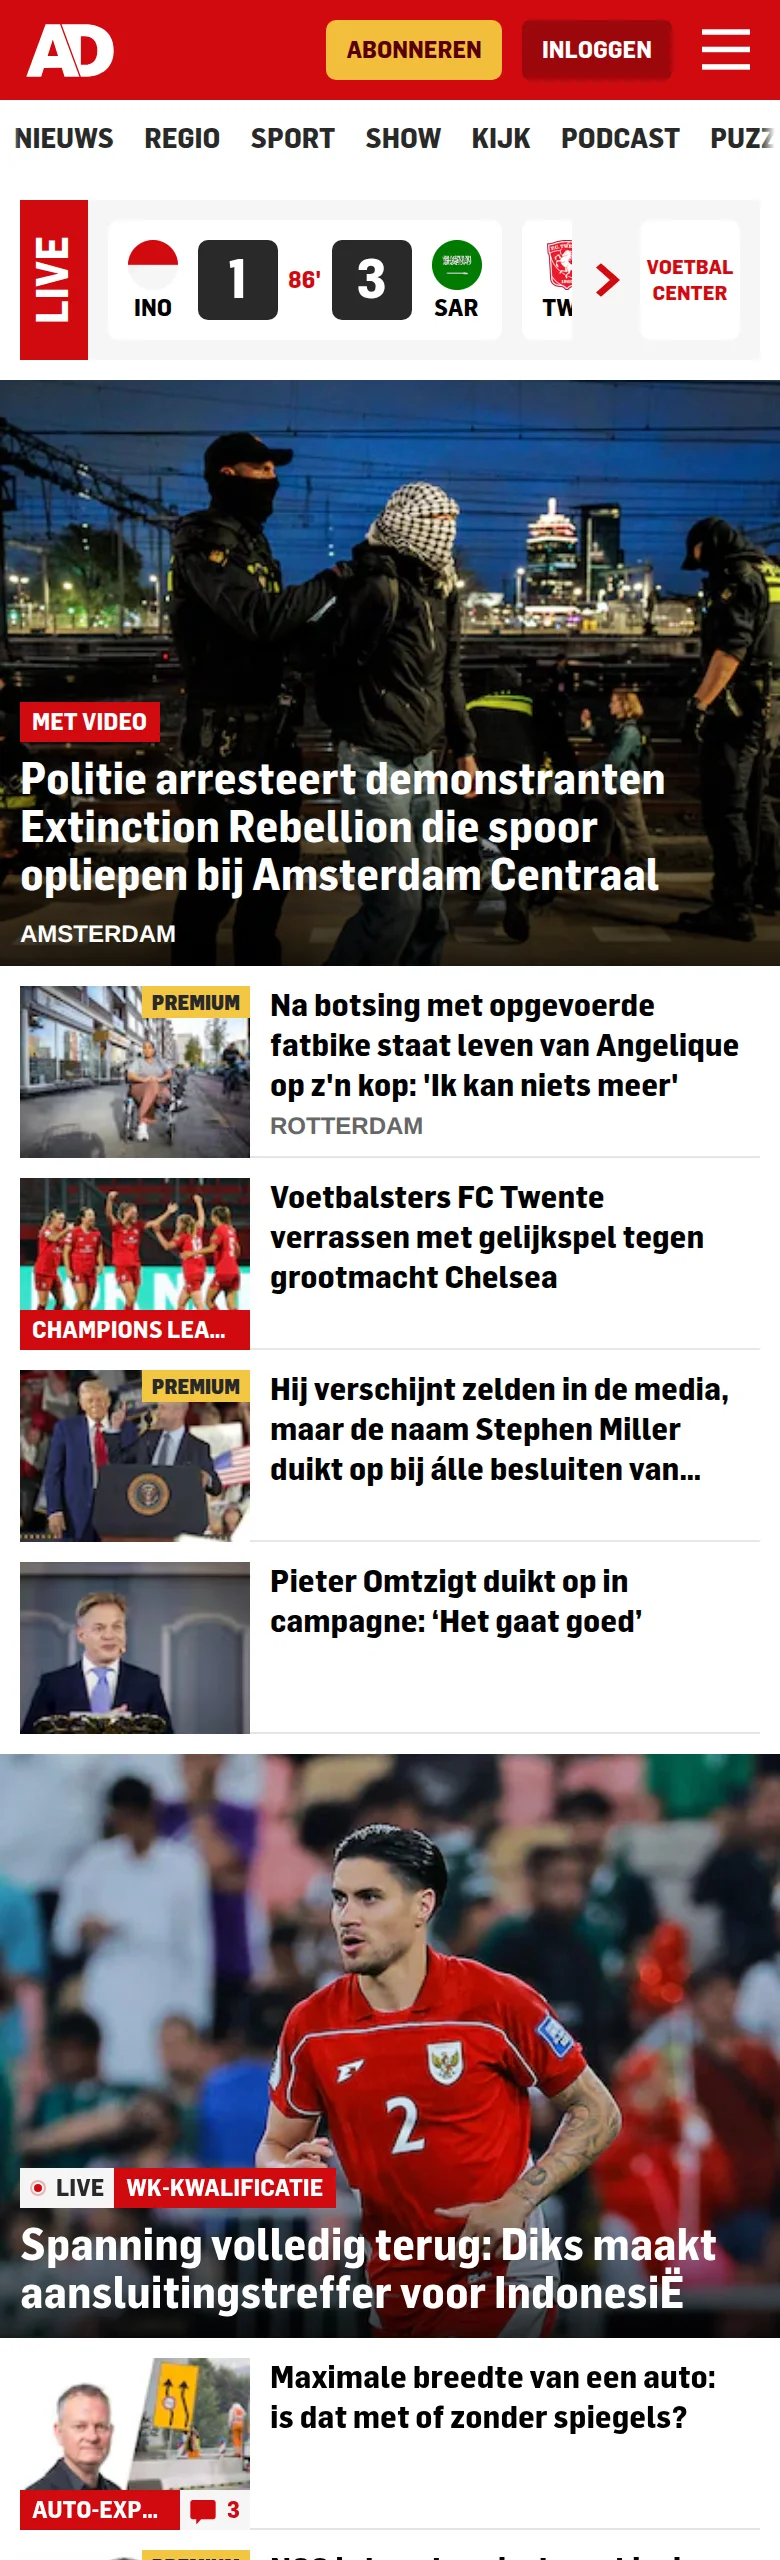 AD
ABONNEREN
INLOGGEN
NIEUWS REGIO SPORT SHOW KIJK PODCAST PUZZ
LIVE
1 86' 3
INO SAR
TW
VOETBAL
CENTER
MET VIDEO
Politie arresteert demonstranten
Extinction Rebellion die spoor
opliepen bij Amsterdam Centraal
AMSTERDAM
PREMIUM
Na botsing met opgevoerde
fatbike staat leven van Angelique
op z'n kop: 'Ik kan niets meer'
ROTTERDAM
Voetbalsters FC Twente
verrassen met gelijkspel tegen
grootmacht Chelsea
CHAMPIONS LEA...
PREMIUM
Hij verschijnt zelden in de media,
maar de naam Stephen Miller
duikt op bij álle besluiten van...
Pieter Omtzigt duikt op in
campagne: ‘Het gaat goed’
2
LIVE WK-KWALIFICATIE
Spanning volledig terug: Diks maakt
aansluitingstreffer voor IndonesiË
Maximale breedte van een auto:
is dat met of zonder spiegels?
AUTO-EXP... 3